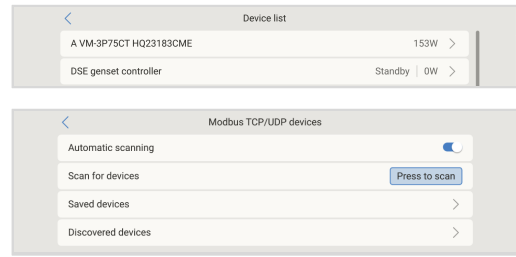 Device list
A VM-3P75CT HQ23183CME 153W
DSE genset controller Standby 0W
Modbus TCP/UDP devices
Automatic scanning
Scan for devices Press to scan
Saved devices
Discovered devices